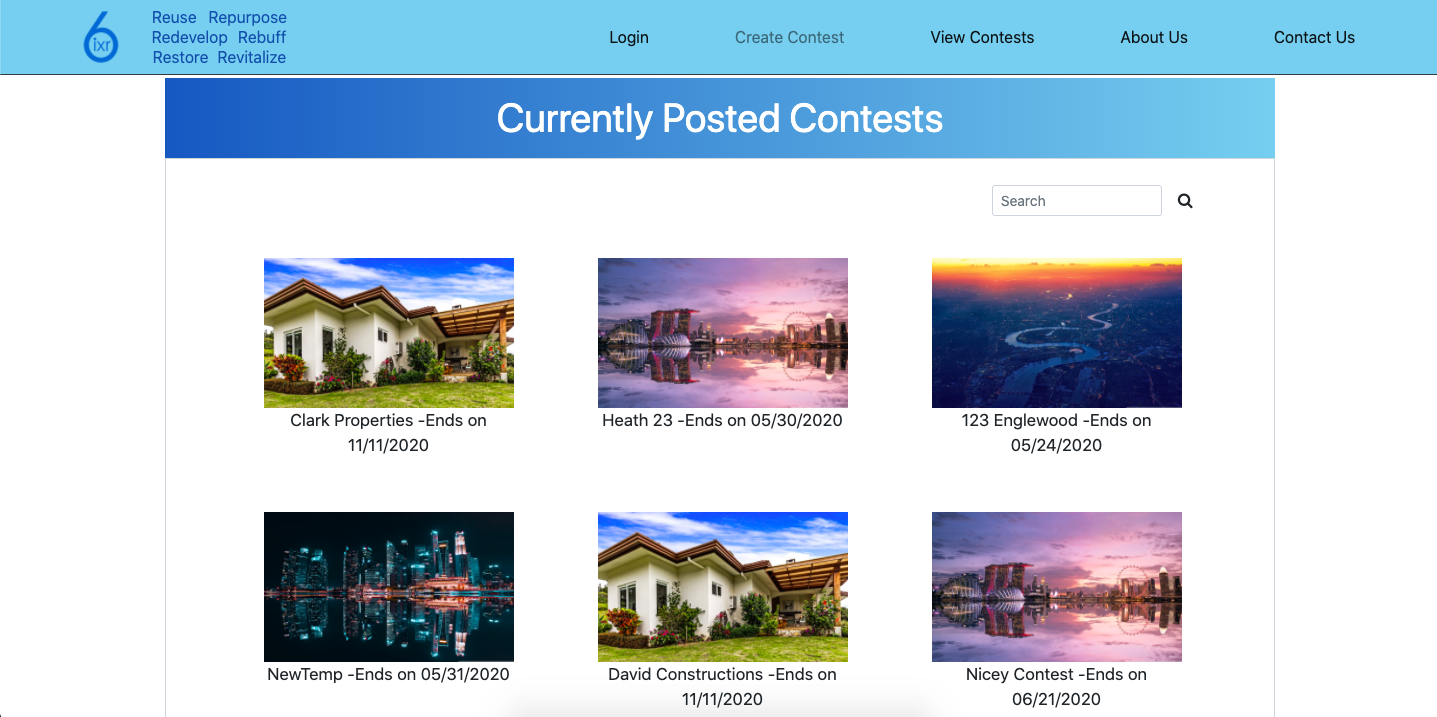 6
ixr
Reuse Repurpose
Redevelop Rebuff
Restore Revitalize
Login
Create Contest
View Contests
About Us
Contact Us
Currently Posted Contests
Search
Clark Properties -Ends on
11/11/2020
Heath 23 -Ends on 05/30/2020
123 Englewood -Ends on
05/24/2020
NewTemp -Ends on 05/31/2020
David Constructions -Ends on
11/11/2020
Nicey Contest -Ends on
06/21/2020